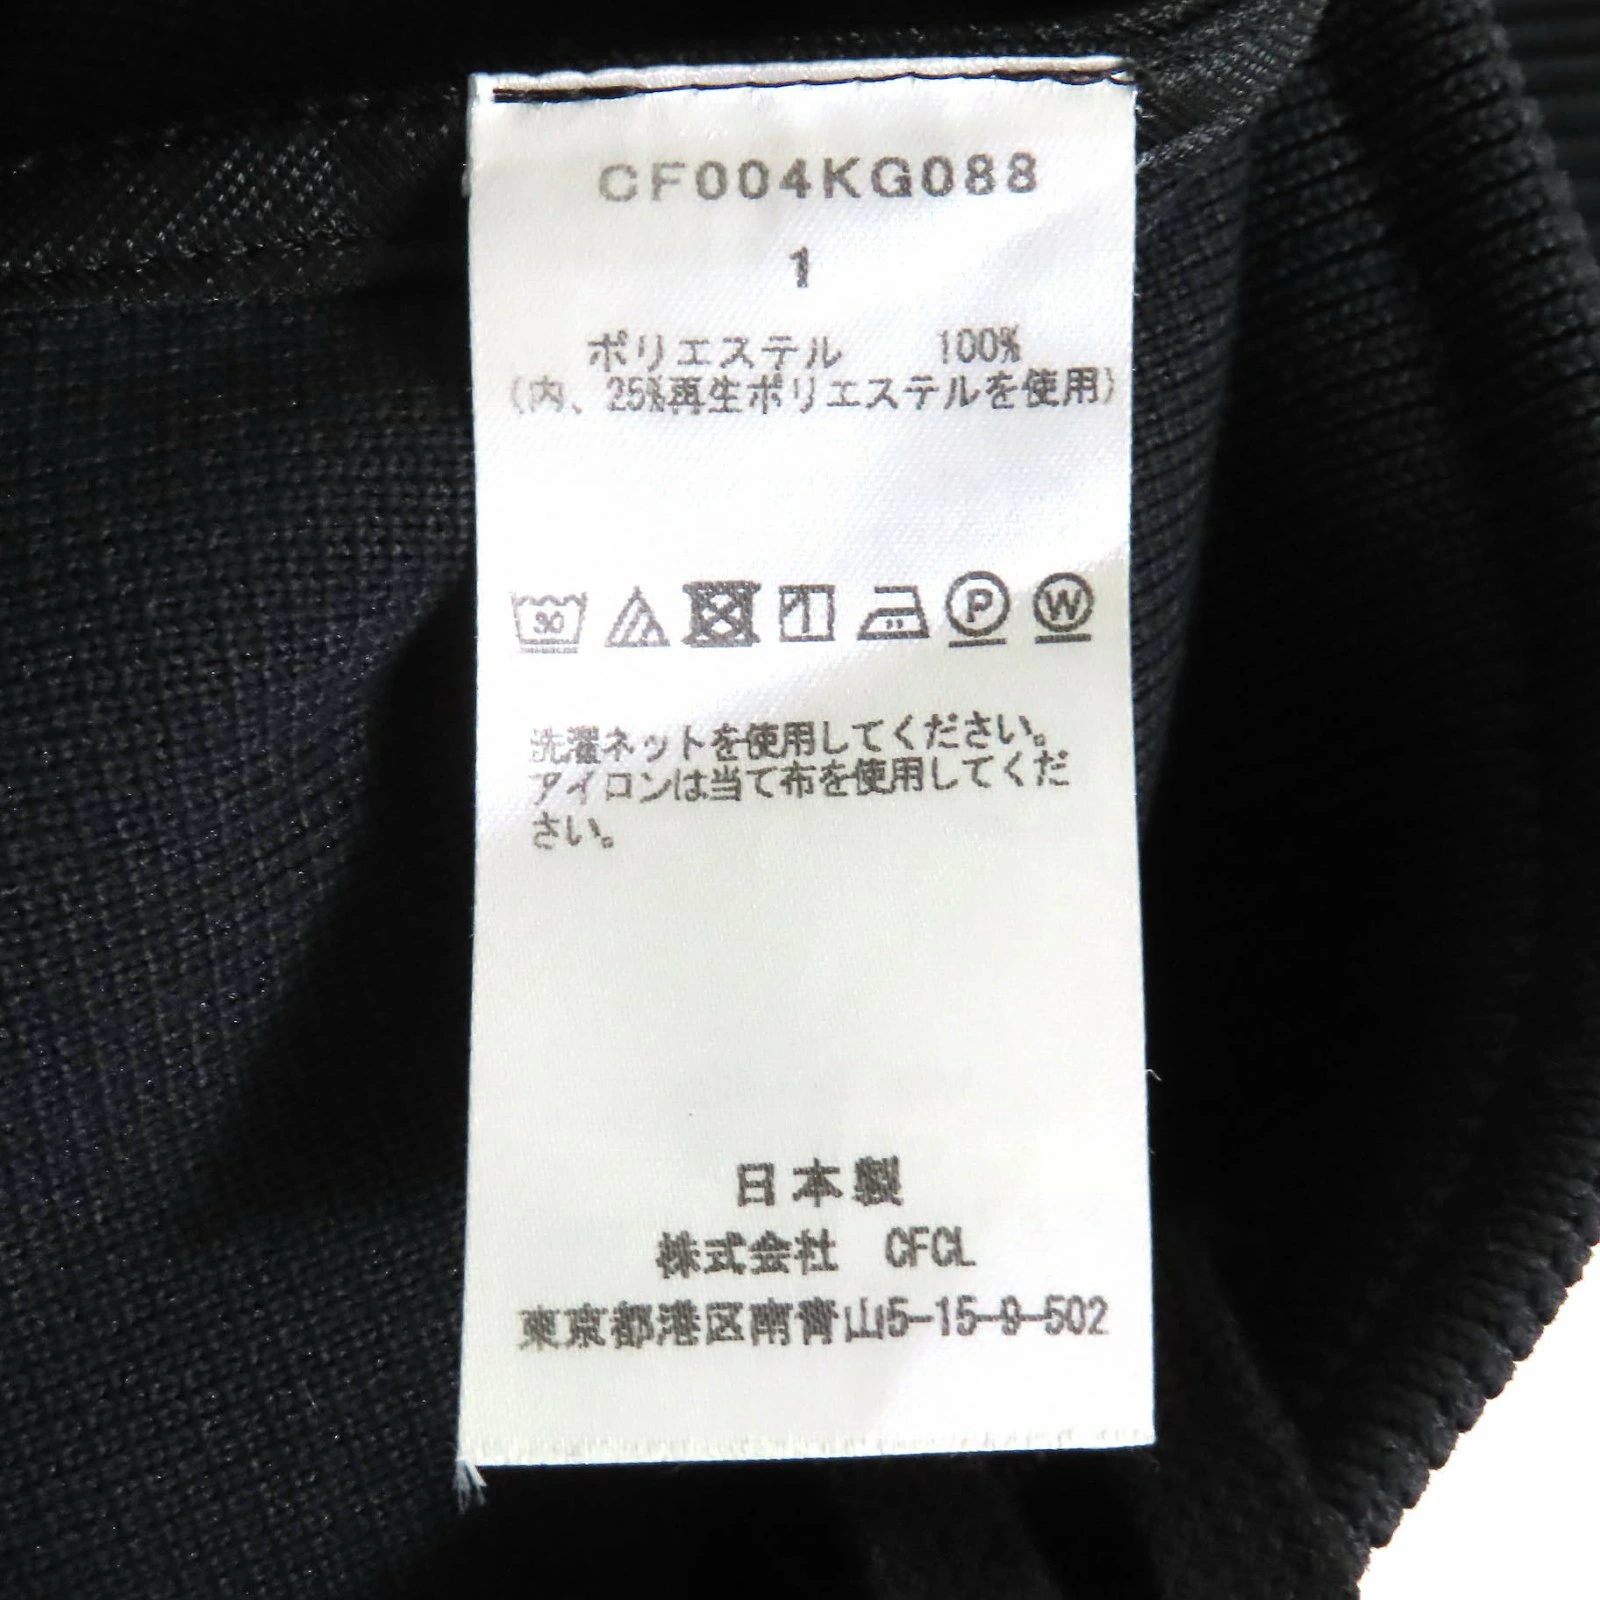 CF004KG088
1
ポリエステル　　100%
(内、25%再生ポリエステルを使用)
30 P W
洗濯ネットを使用してください。
アイロンは当て布を使用してくだ
さい。
日本製
株式会社　CFCL
東京都港区南青山5-15-9-502